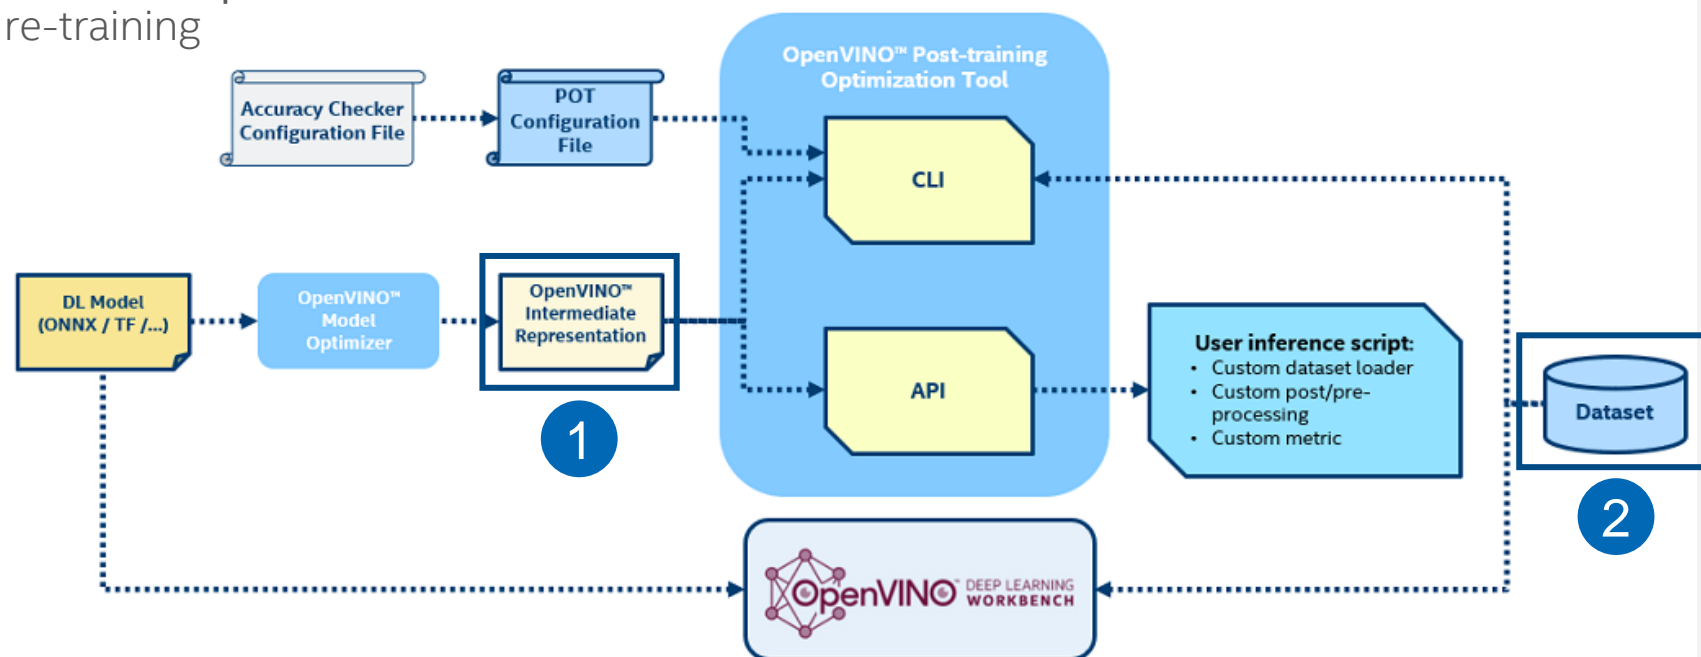 re-training
OpenVINO™ Post-training
Optimization Tool
Accuracy Checker
Configuration File
POT
Configuration
File
CLI
DL Model
(ONNX / TF /...)
OpenVINO™
Model
Optimizer
OpenVINO™
Intermediate
Representation
1
API
User inference script:
• Custom dataset loader
• Custom post/pre-
processing
• Custom metric
Dataset
2
OpenVINO™ DEEP LEARNING
WORKBENCH